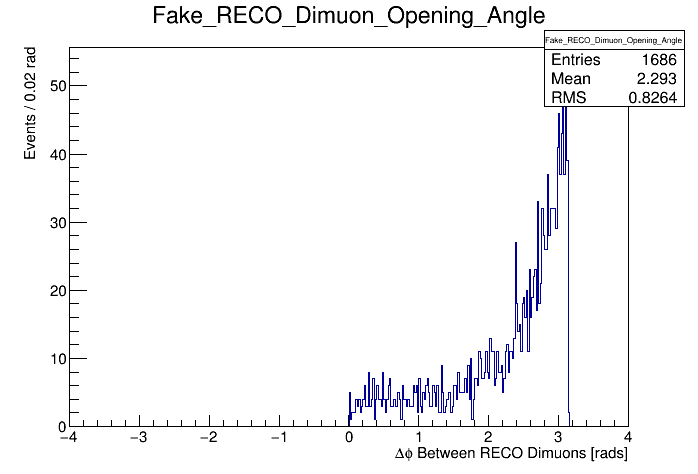 Fake_RECO_Dimuon_Opening_Angle
Fake_RECO_Dimuon_Opening_Angle
Entries 1686
Mean 2.293
RMS 0.8264
Events / 0.02 rad
50
40
30
20
10
0
−4 −3 −2 −1 0 1 2 3 4
Δϕ Between RECO Dimuons [rads]